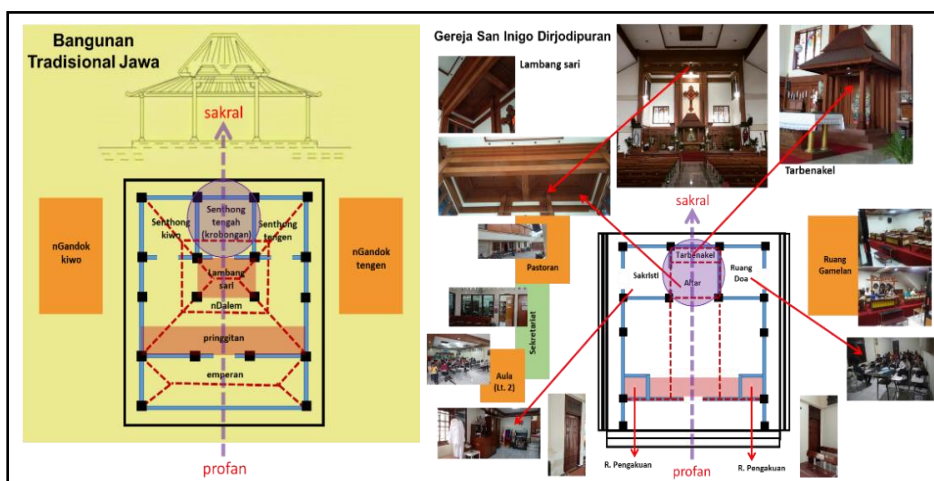 Bangunan
Tradisional Jawa
sakral
Senthong
kiwo
Senthong
tengah
(krobongan)
Senthong
tengen
nGandok
kiwo
nGandok
tengen
Lambang
sari
nDalem
pringgitan
emperan
profan
Gereja San Inigo Dirjodipuran
Lambang sari
Tarbenakel
sakral
Pastoran
Sekretariat
Aula
(Lt. 2)
Sakristi
Tarbenakel
Altar
Ruang
Doa
Ruang
Gamelan
R. Pengakuan
profan
R. Pengakuan